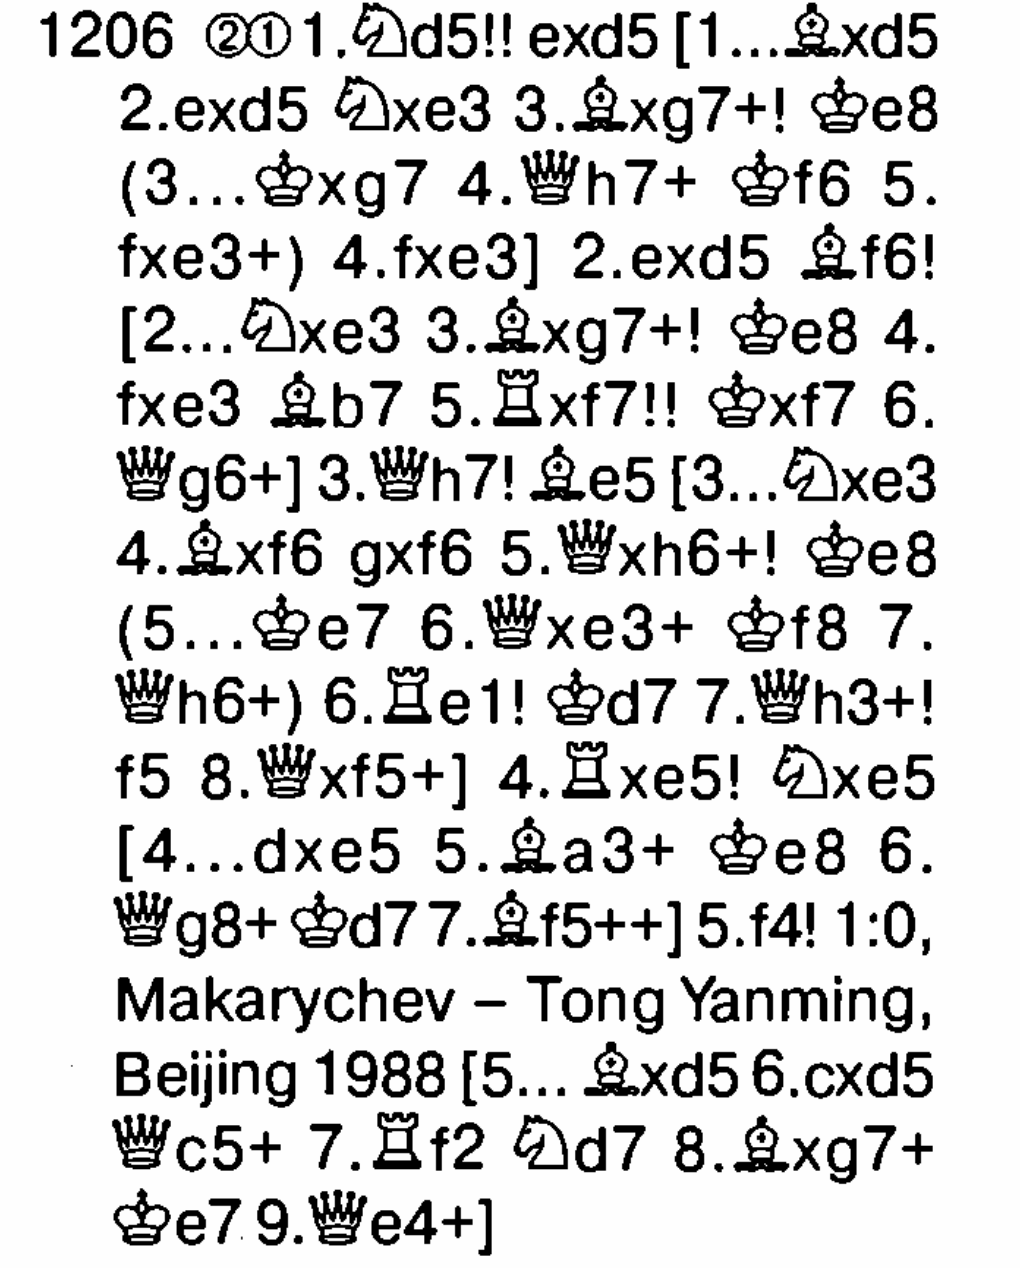 1206 ②①1.♘d5!! exd5 [1...♗xd5
2.exd5 ♘xe3 3.♗xg7+! ♔e8
(3...♔xg7 4.♕h7+ ♔f6 5.
fxe3+) 4.fxe3] 2.exd5 ♗f6!
[2...♘xe3 3.♗xg7+! ♔e8 4.
fxe3 ♗b7 5.♖xf7!! ♔xf7 6.
♕g6+] 3.♕h7! ♗e5 [3...♘xe3
4.♗xf6 gxf6 5.♕xh6+! ♔e8
(5...♔e7 6.♕xe3+ ♔f8 7.
♕h6+) 6.♖e1! ♔d7 7.♕h3+!
f5 8.♕xf5+] 4.♖xe5! ♘xe5
[4...dxe5 5.♗a3+ ♔e8 6.
♕g8+ ♔d7 7.♗f5++] 5.f4! 1:0,
Makarychev – Tong Yanming,
Beijing 1988 [5... ♗xd5 6.cxd5
♕c5+ 7.♖f2 ♘d7 8.♗xg7+
♔e7 9.♕e4+]